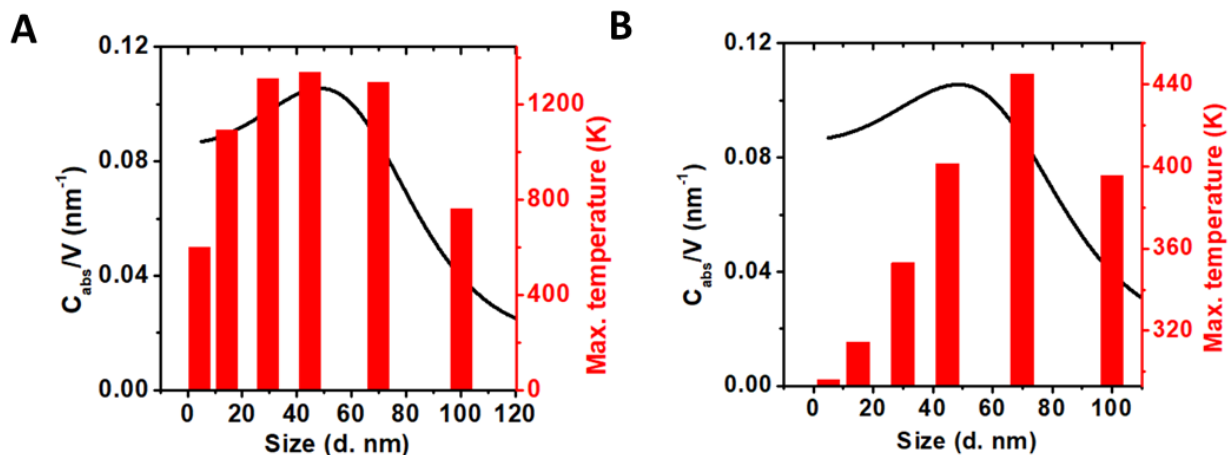 A
B
0.12
0.08
0.04
0.00
C_abs/V (nm⁻¹)
0 20 40 60 80 100 120
Size (d. nm)
1200
800
400
0
Max. temperature (K)
0.12
0.08
0.04
0.00
C_abs/V (nm⁻¹)
0 20 40 60 80 100
Size (d. nm)
440
400
360
320
Max. temperature (K)